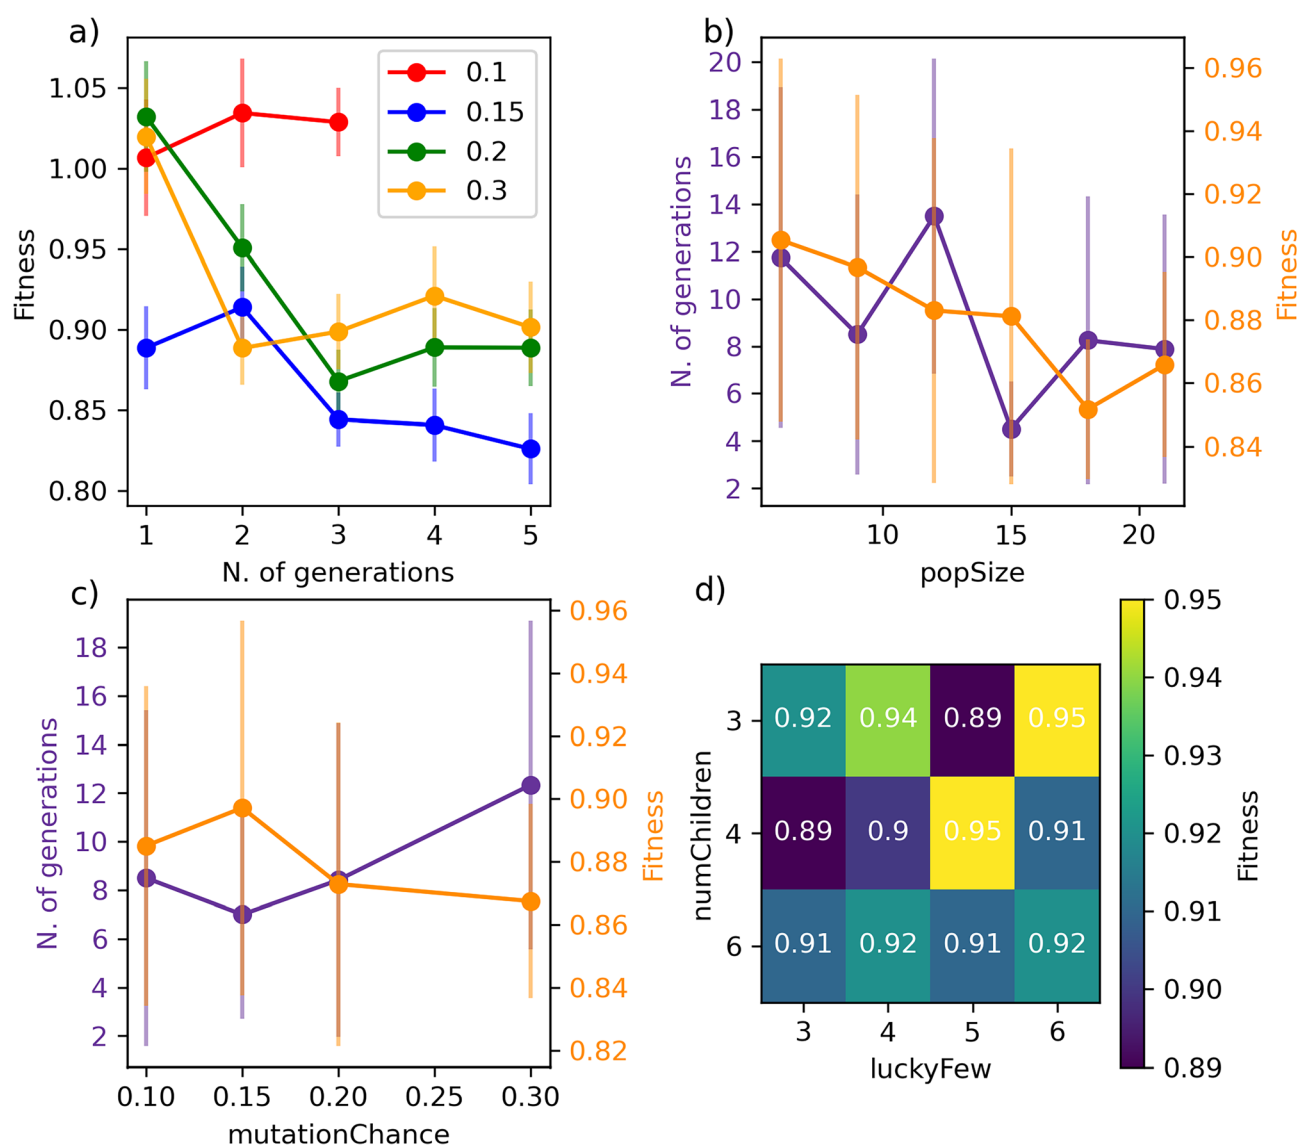 a)
1.05
1.00
0.95
0.90
0.85
0.80
Fitness
0.1
0.15
0.2
0.3
1 2 3 4 5
N. of generations
b)
20
18
16
14
12
10
8
6
4
2
N. of generations
0.96
0.94
0.92
0.90
0.88
0.86
0.84
Fitness
10 15 20
popSize
c)
18
16
14
12
10
8
6
4
2
N. of generations
0.96
0.94
0.92
0.90
0.88
0.86
0.84
0.82
Fitness
0.10 0.15 0.20 0.25 0.30
mutationChance
d)
numChildren
3
4
6
0.92 0.94 0.89 0.95
0.89 0.9 0.95 0.91
0.91 0.92 0.91 0.92
3 4 5 6
luckyFew
0.95
0.94
0.93
0.92
0.91
0.90
0.89
Fitness